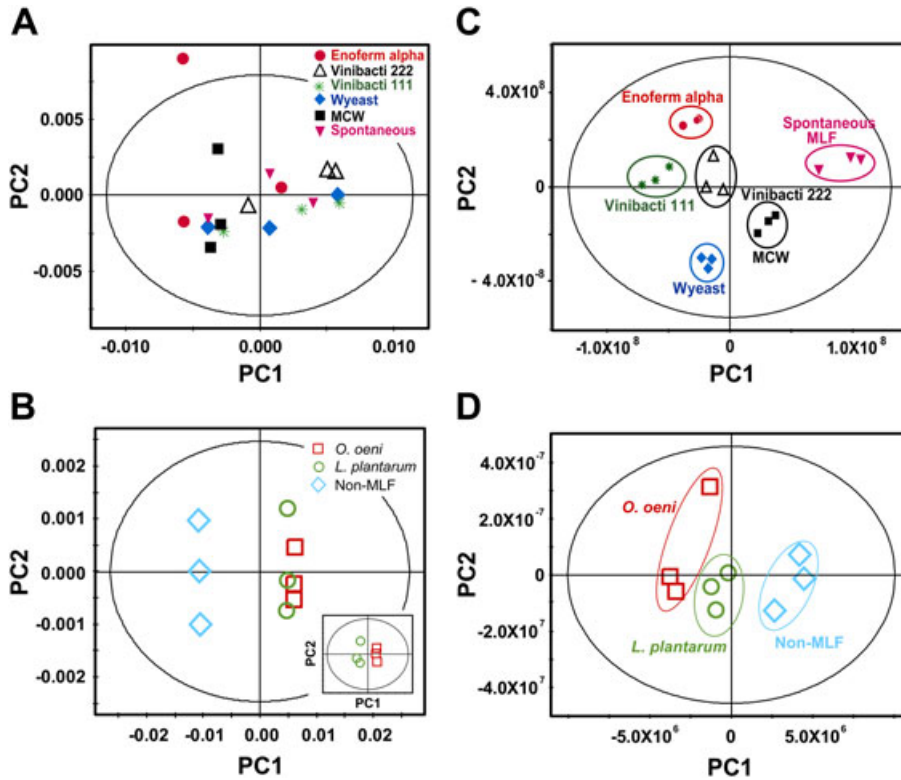 A
PC2
0.005
0.000
-0.005
-0.010
0.000
0.010
PC1
Enoferm alpha
Vinibacti 222
Vinibacti 111
Wyeast
MCW
Spontaneous
C
PC2
4.0X10⁻⁸
0
- 4.0X10⁻⁸
-1.0X10⁸
0
1.0X10⁸
PC1
Enoferm alpha
Spontaneous
MLF
Vinibacti 111
Vinibacti 222
MCW
Wyeast
B
PC2
0.002
0.001
0.000
-0.001
-0.002
-0.02
-0.01
0.00
0.01
0.02
PC1
O. oeni
L. plantarum
Non-MLF
PC2
PC1
D
PC2
4.0X10⁻⁷
-2.0X10⁻⁷
0
-2.0X10⁷
-4.0X10⁷
-5.0X10⁶
0
5.0X10⁶
PC1
O. oeni
L. plantarum
Non-MLF